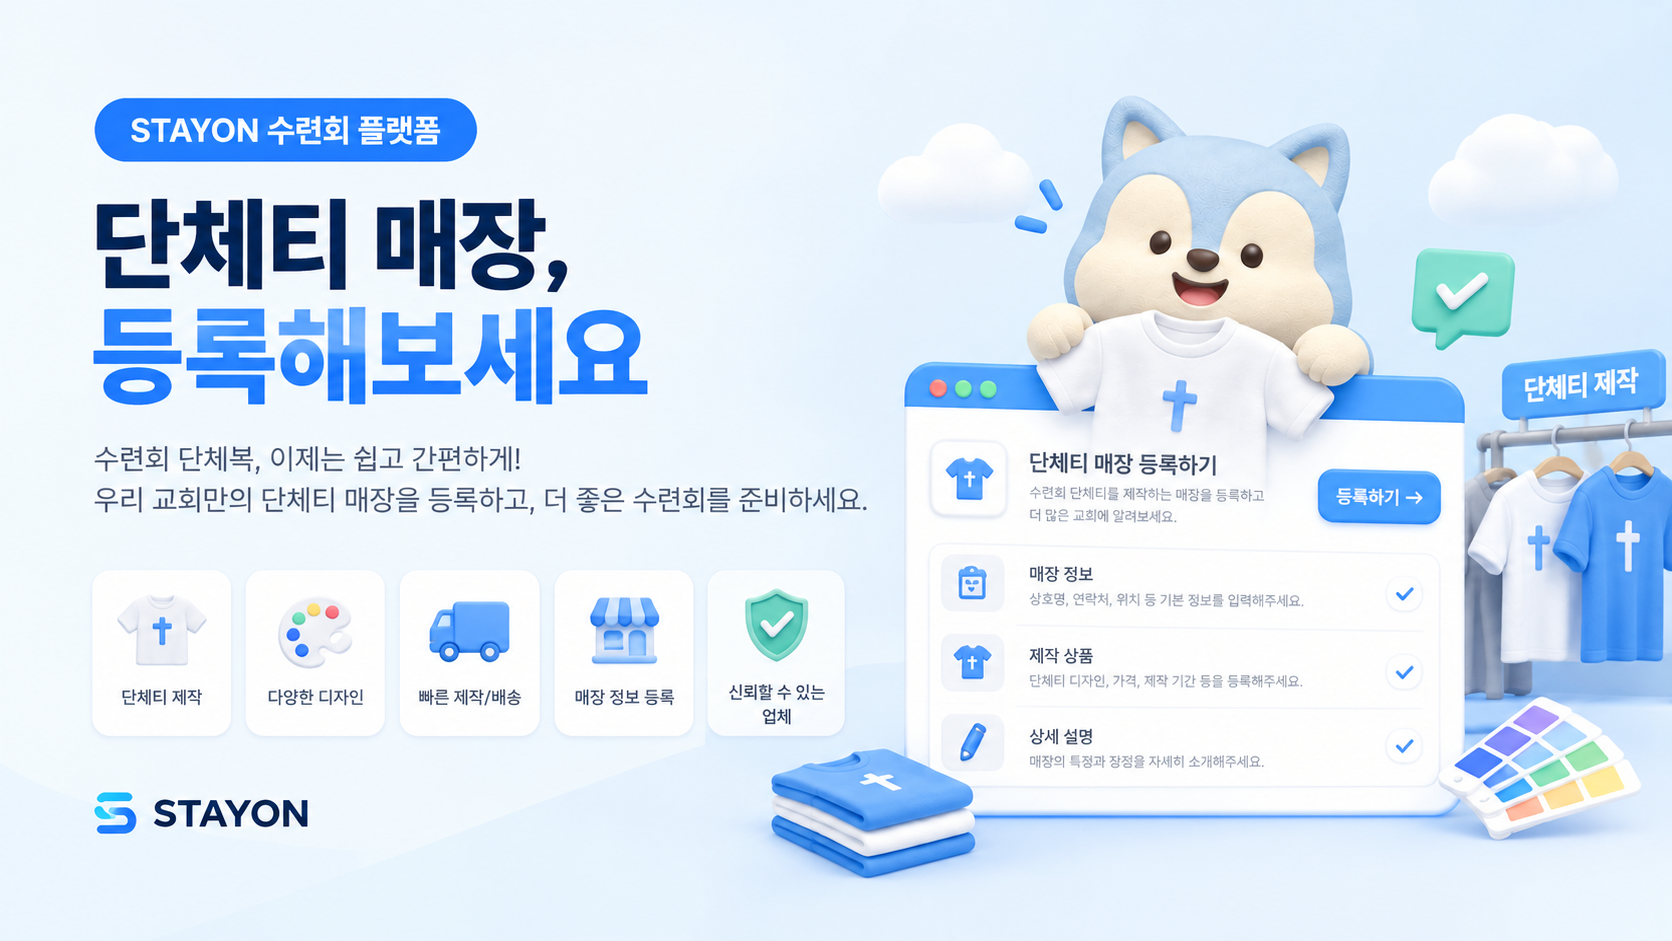 STAYON 수련회 플랫폼
단체티 매장,
등록해보세요
수련회 단체복, 이제는 쉽고 간편하게!
우리 교회만의 단체티 매장을 등록하고, 더 좋은 수련회를 준비하세요.
단체티 제작
다양한 디자인
빠른 제작/배송
매장 정보 등록
신뢰할 수 있는
업체
STAYON
단체티 매장 등록하기
수련회 단체티를 제작하는 매장을 등록하고
더 많은 교회에 알려보세요.
등록하기 →
매장 정보
상호명, 연락처, 위치 등 기본 정보를 입력해주세요.
제작 상품
단체티 디자인, 가격, 제작 기간 등을 등록해주세요.
상세 설명
매장의 특정과 장점을 자세히 소개해주세요.
단체티 제작